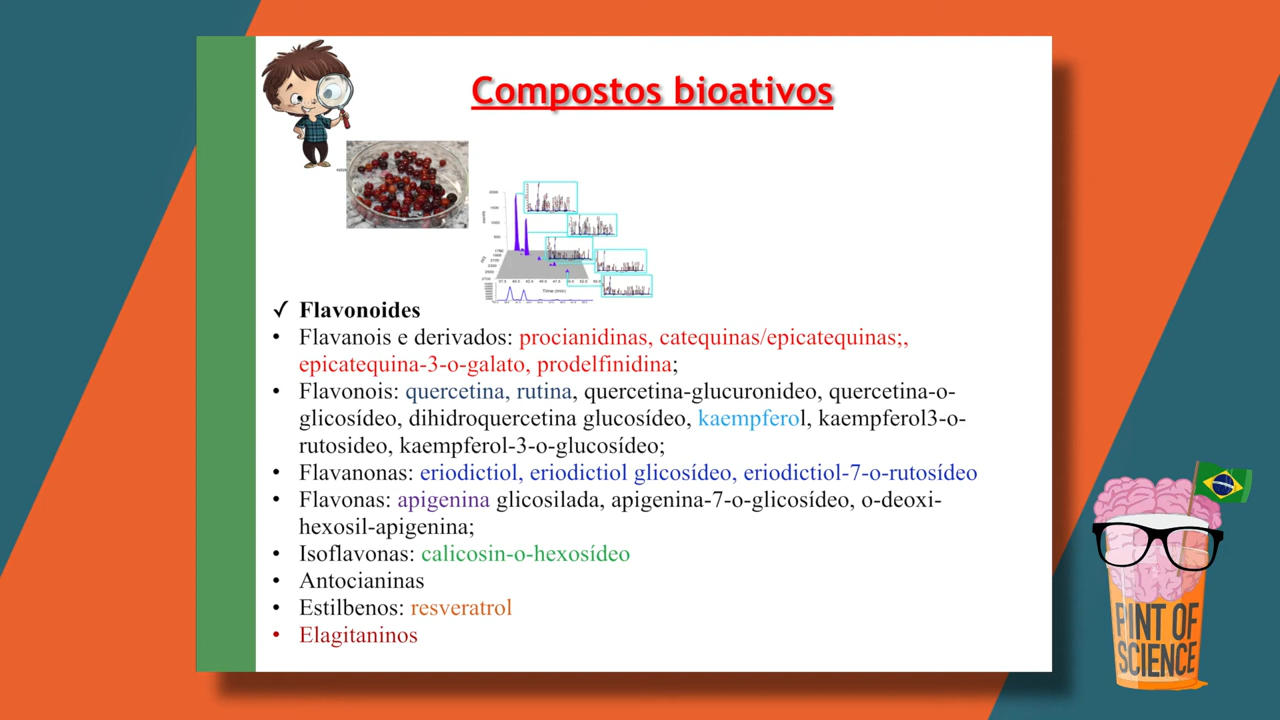 Compostos bioativos
Time (min)
✓ Flavonoides
• Flavanois e derivados: procianidinas, catequinas/epicatequinas;,
epicatequina-3-o-galato, prodelfinidina;
• Flavonois: quercetina, rutina, quercetina-glucuronideo, quercetina-o-
glicosídeo, dihidroquercetina glucosídeo, kaempferol, kaempferol3-o-
rutosideo, kaempferol-3-o-glucosídeo;
• Flavanonas: eriodictiol, eriodictiol glicosídeo, eriodictiol-7-o-rutosídeo
• Flavonas: apigenina glicosilada, apigenina-7-o-glicosídeo, o-deoxi-
hexosil-apigenina;
• Isoflavonas: calicosin-o-hexosídeo
• Antocianinas
• Estilbenos: resveratrol
• Elagitaninos
PINT OF
SCIENCE